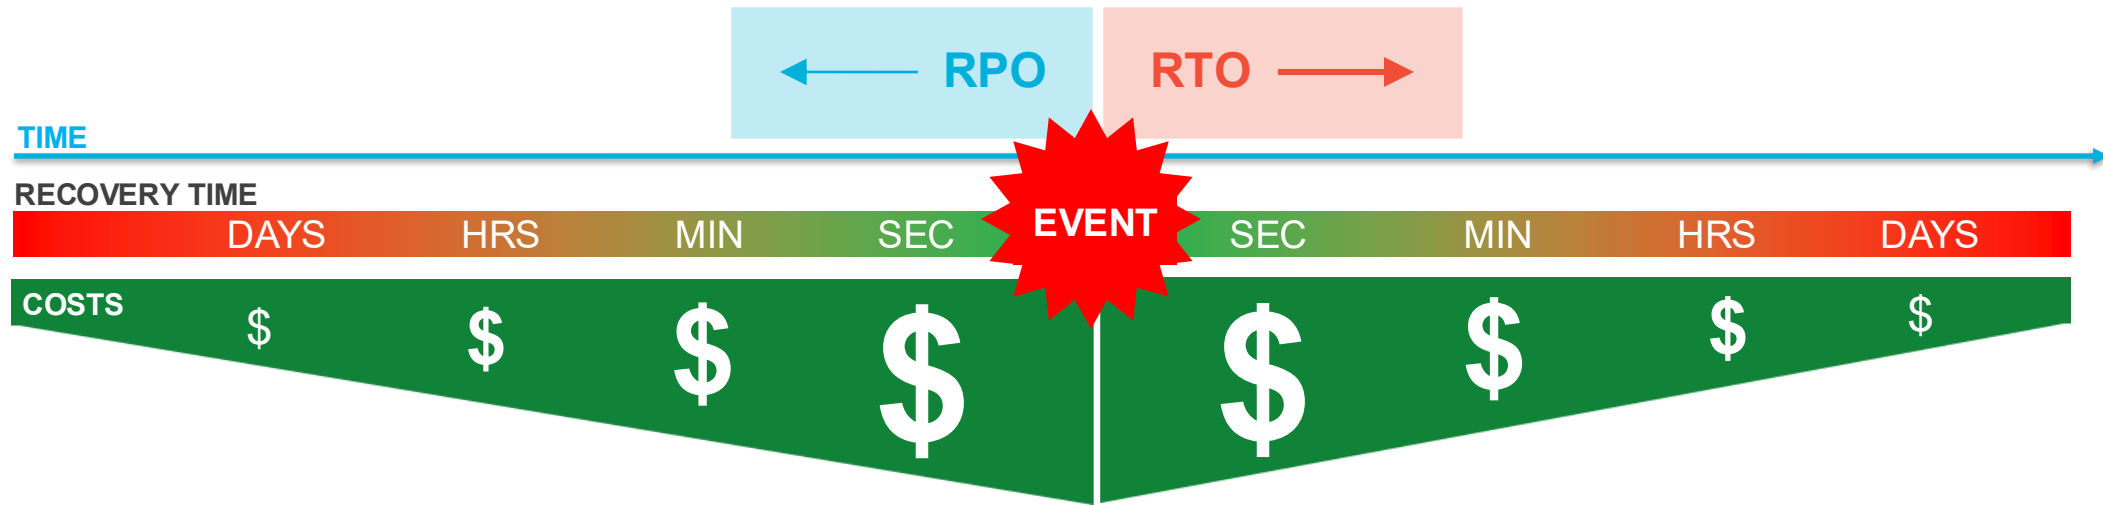 RPO RTO
TIME
RECOVERY TIME
DAYS HRS MIN SEC EVENT SEC MIN HRS DAYS
COSTS $ $ $ $ $ $ $ $